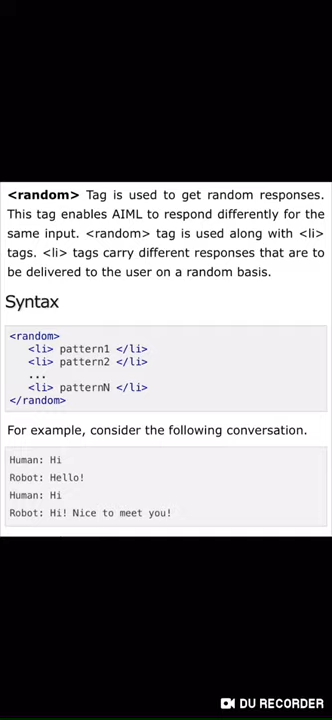 <random> Tag is used to get random responses.
This tag enables AIML to respond differently for the
same input. <random> tag is used along with <li>
tags. <li> tags carry different responses that are to
be delivered to the user on a random basis.
Syntax
<random>
<li> pattern1 </li>
<li> pattern2 </li>
...
<li> patternN </li>
</random>
For example, consider the following conversation.
Human: Hi
Robot: Hello!
Human: Hi
Robot: Hi! Nice to meet you!
DU RECORDER